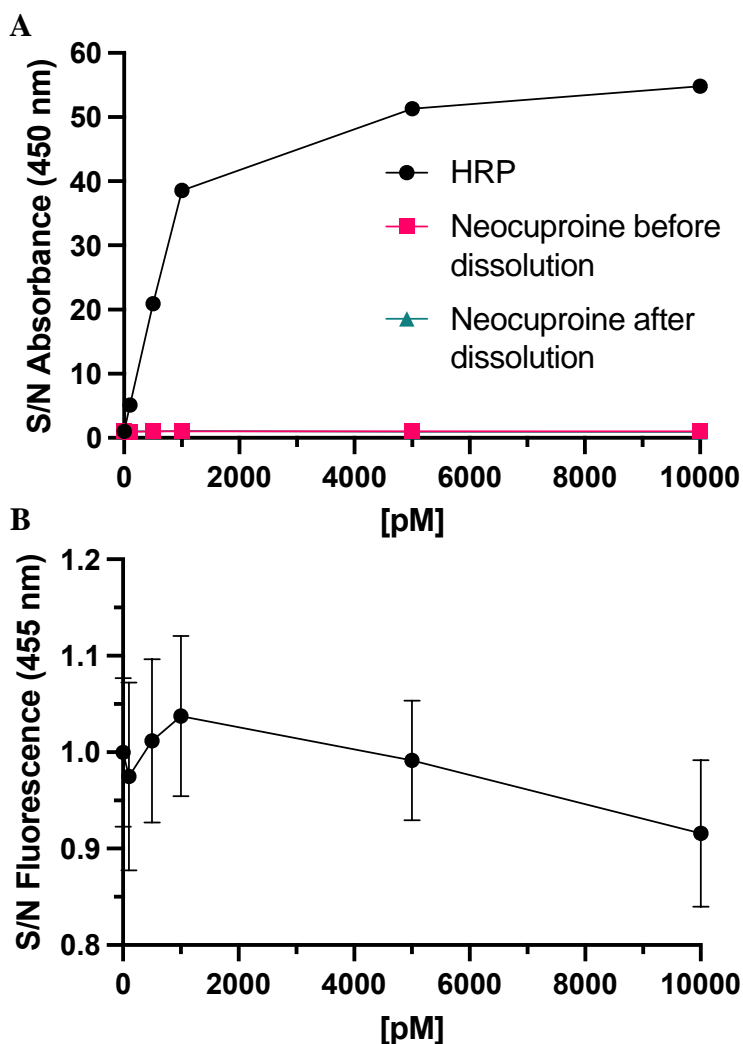 A
S/N Absorbance (450 nm)
60
50
40
30
20
10
0
HRP
Neocuproine before
dissolution
Neocuproine after
dissolution
0 2000 4000 6000 8000 10000
[pM]
B
S/N Fluorescence (455 nm)
1.2
1.1
1.0
0.9
0.8
0 2000 4000 6000 8000 10000
[pM]